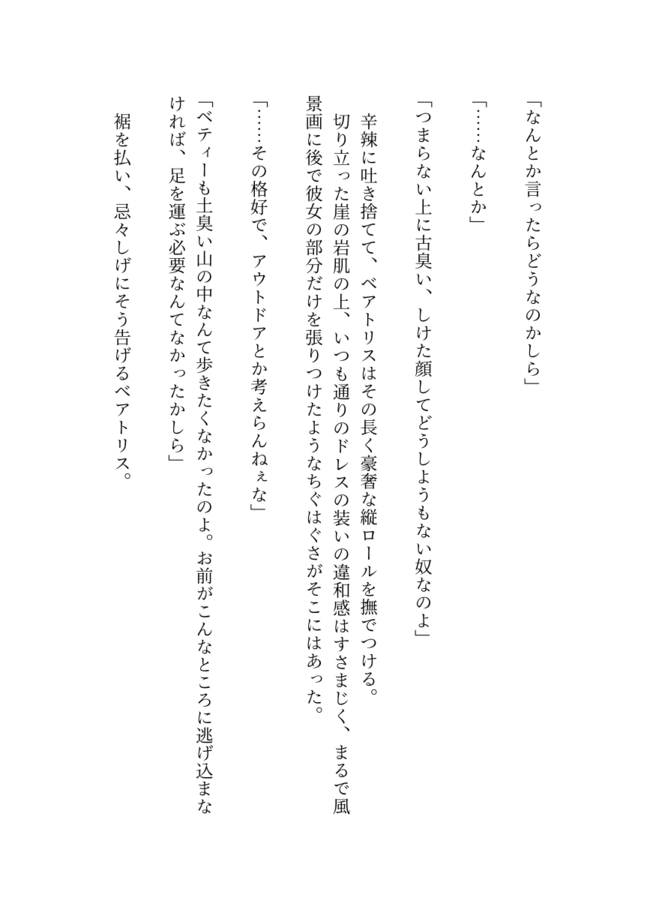 「なんとか言ったらどうなのかしら」
「……なんとか」
「つまらない上に古臭い、しけた顔してどうしようもない奴なのよ」
辛辣に吐き捨てて、ベアトリスはその長く豪奢な縦ロールを撫でつける。
切り立った崖の岩肌の上、いつも通りのドレスの装いの違和感はすさまじく、まるで風
景画に後で彼女の部分だけを張りつけたようなちぐはぐさがそこにはあった。
「……その格好で、アウトドアとか考えらんねぇな」
「ベティーも土臭い山の中なんて歩きたくなかったのよ。お前がこんなところに逃げ込まな
ければ、足を運ぶ必要なんてなかったかしら」
裾を払い、忌々しげにそう告げるベアトリス。